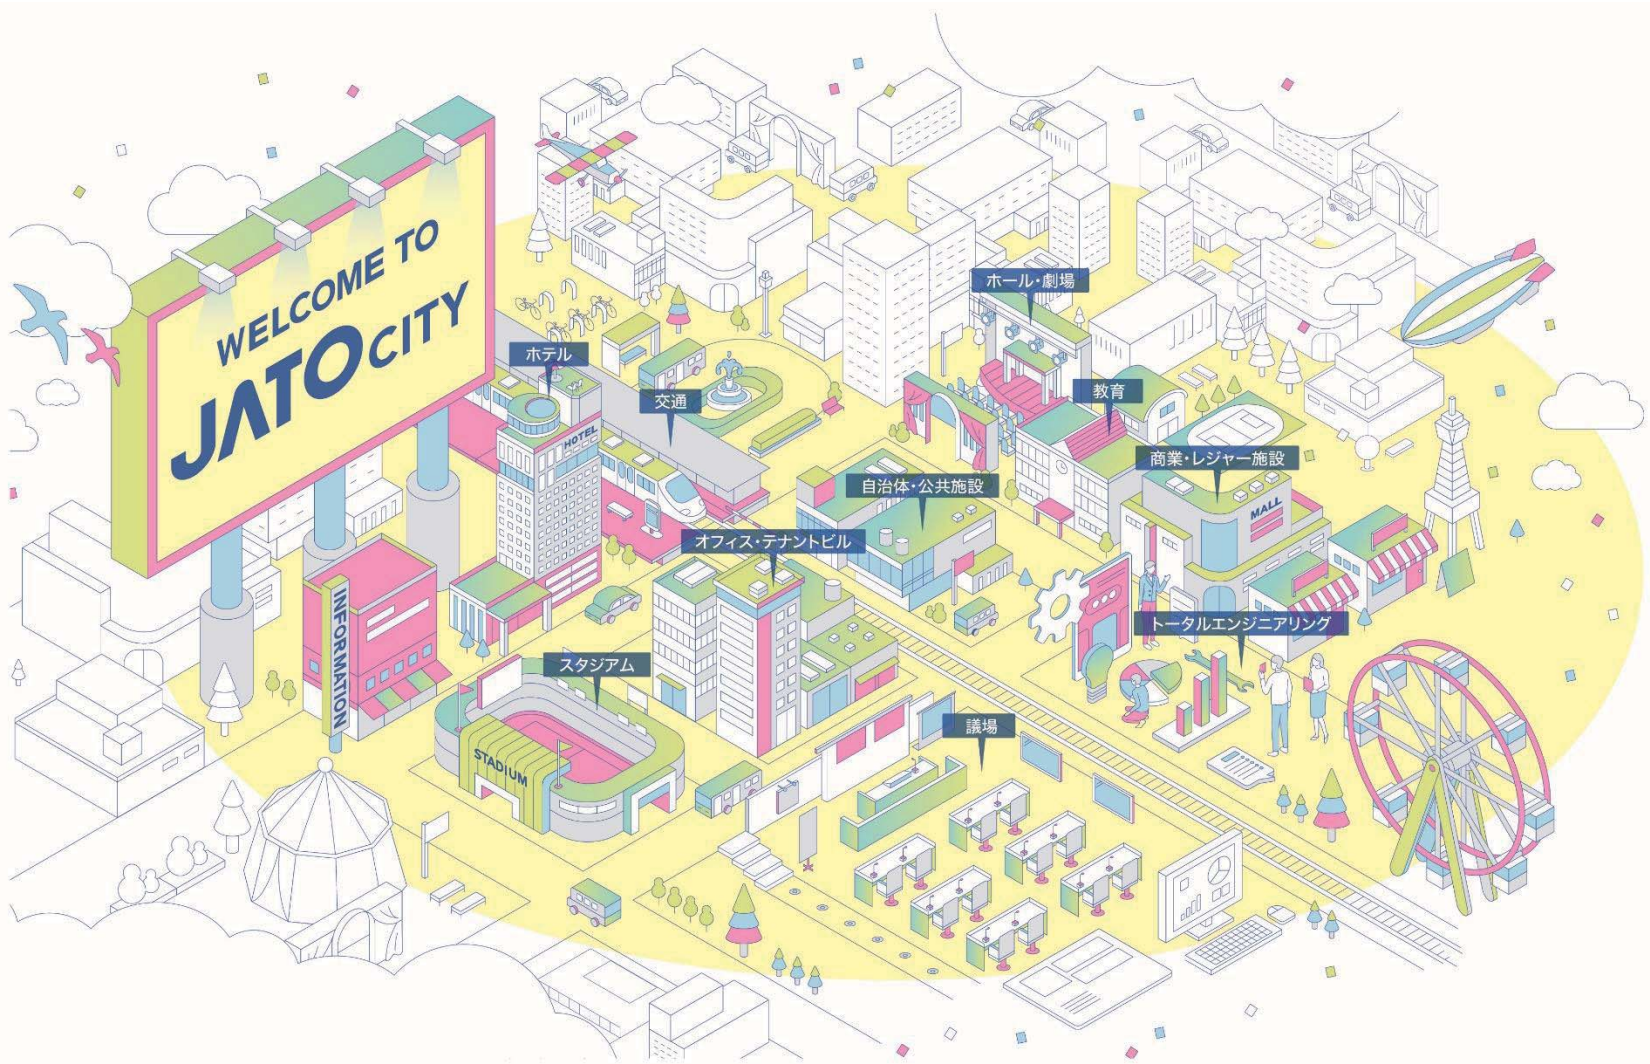 WELCOME TO
JATO CITY
ホール・劇場
ホテル
教育
交通
HOTEL
商業・レジャー施設
自治体・公共施設
MALL
オフィス・テナントビル
INFORMATION
トータルエンジニアリング
スタジアム
議場
STADIUM